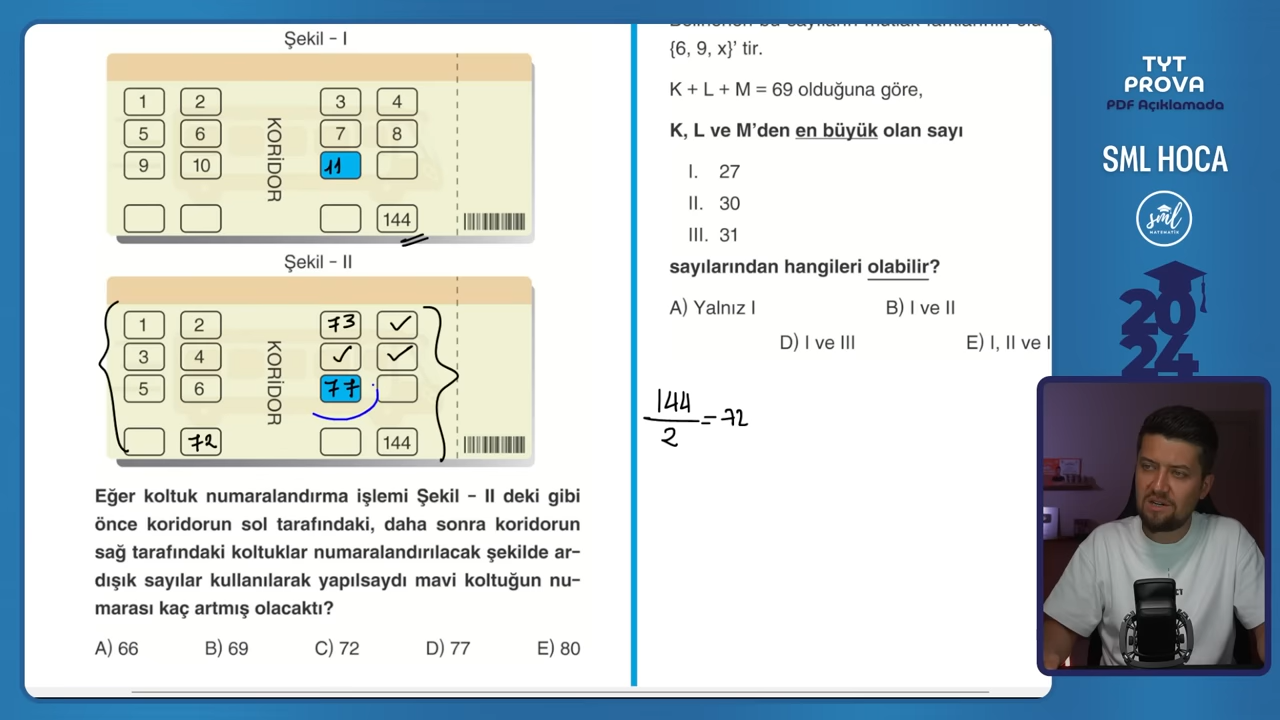 Şekil - I
1 2 3 4
5 6 7 8
9 10 11
144
KORİDOR
Şekil - II
1 2 73 ✓
3 4 ✓ ✓
5 6 77
72 144
KORİDOR
Eğer koltuk numaralandırma işlemi Şekil - II deki gibi
önce koridorun sol tarafındaki, daha sonra koridorun
sağ tarafındaki koltuklar numaralandırılacak şekilde ar-
dışık sayılar kullanılarak yapılsaydı mavi koltuğun nu-
marası kaç artmış olacaktı?
A) 66 B) 69 C) 72 D) 77 E) 80
{6, 9, x}' tir.
K + L + M = 69 olduğuna göre,
K, L ve M'den en büyük olan sayı
I. 27
II. 30
III. 31
sayılarından hangileri olabilir?
A) Yalnız I B) I ve II
D) I ve III E) I, II ve I
144/2 = 72
TYT
PROVA
PDF Açıklamada
SML HOCA
sml
MATEMATİK
2024